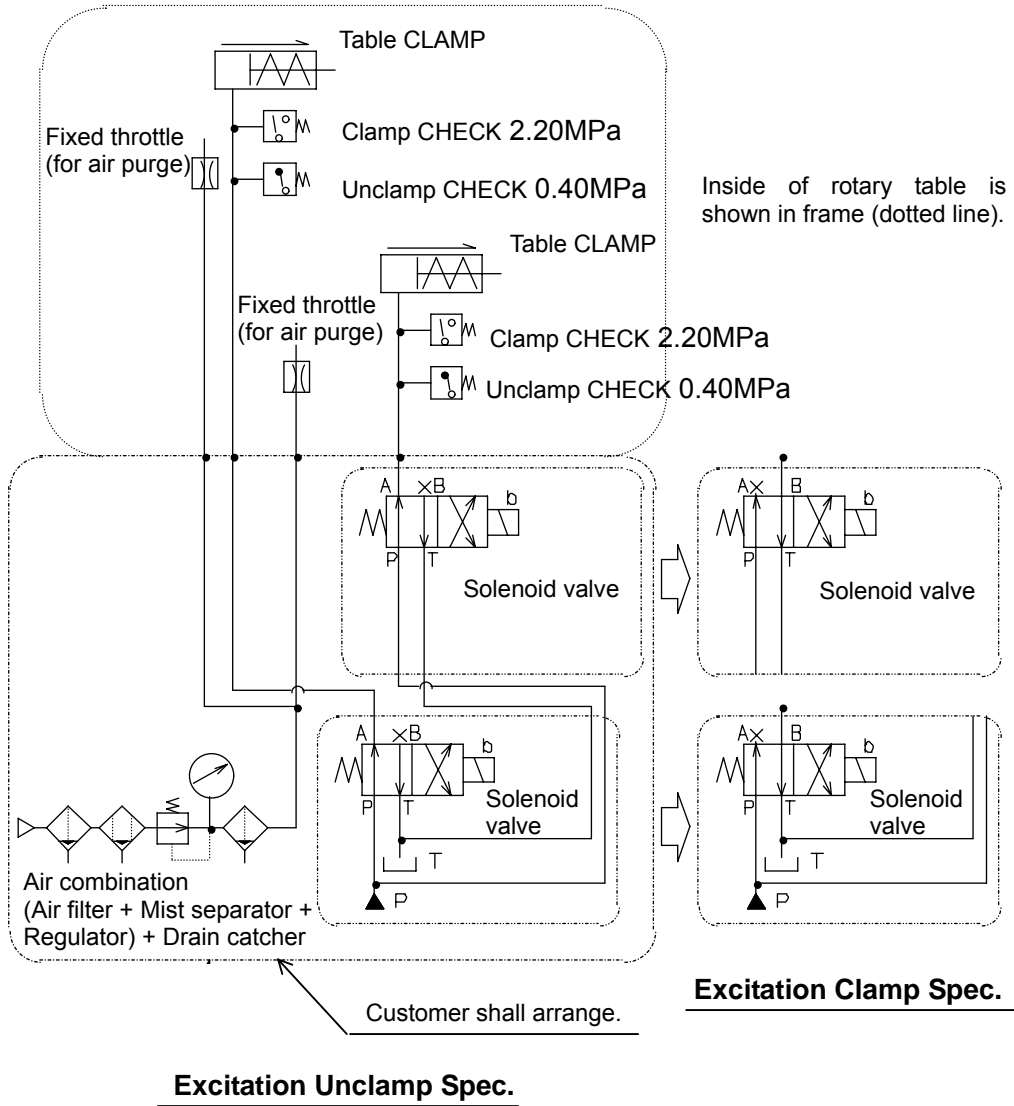 Table CLAMP
Clamp CHECK 2.20MPa
Fixed throttle
(for air purge)
Unclamp CHECK 0.40MPa
Inside of rotary table is
shown in frame (dotted line).
Table CLAMP
Fixed throttle
(for air purge)
Clamp CHECK 2.20MPa
Unclamp CHECK 0.40MPa
A B b
P T
Solenoid valve
A B b
P T
Solenoid valve
A B b
P T
Solenoid
valve
T
P
A B b
P T
Solenoid
valve
T
P
Air combination
(Air filter + Mist separator +
Regulator) + Drain catcher
Customer shall arrange.
Excitation Clamp Spec.
Excitation Unclamp Spec.